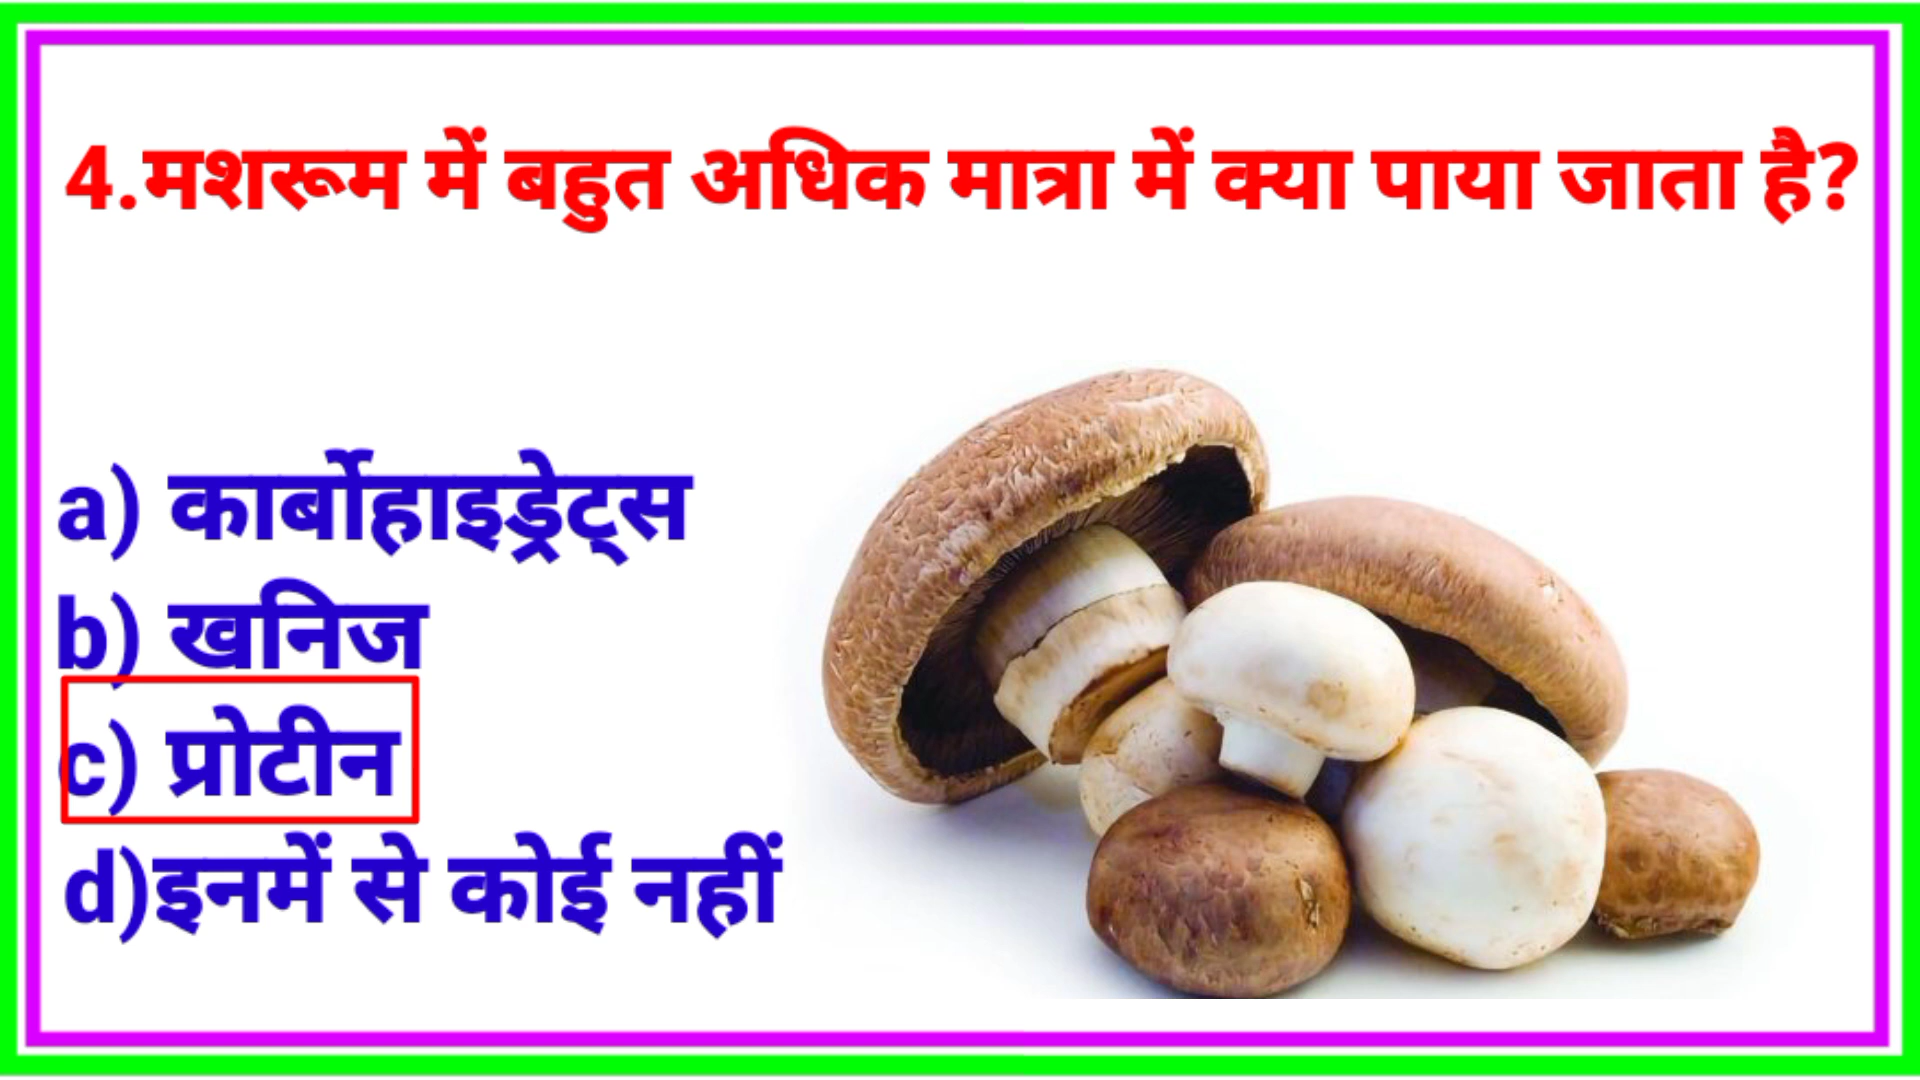 4.मशरूम में बहुत अधिक मात्रा में क्या पाया जाता है?
a) कार्बोहाइड्रेट्स
b) खनिज
c) प्रोटीन
d)इनमें से कोई नहीं